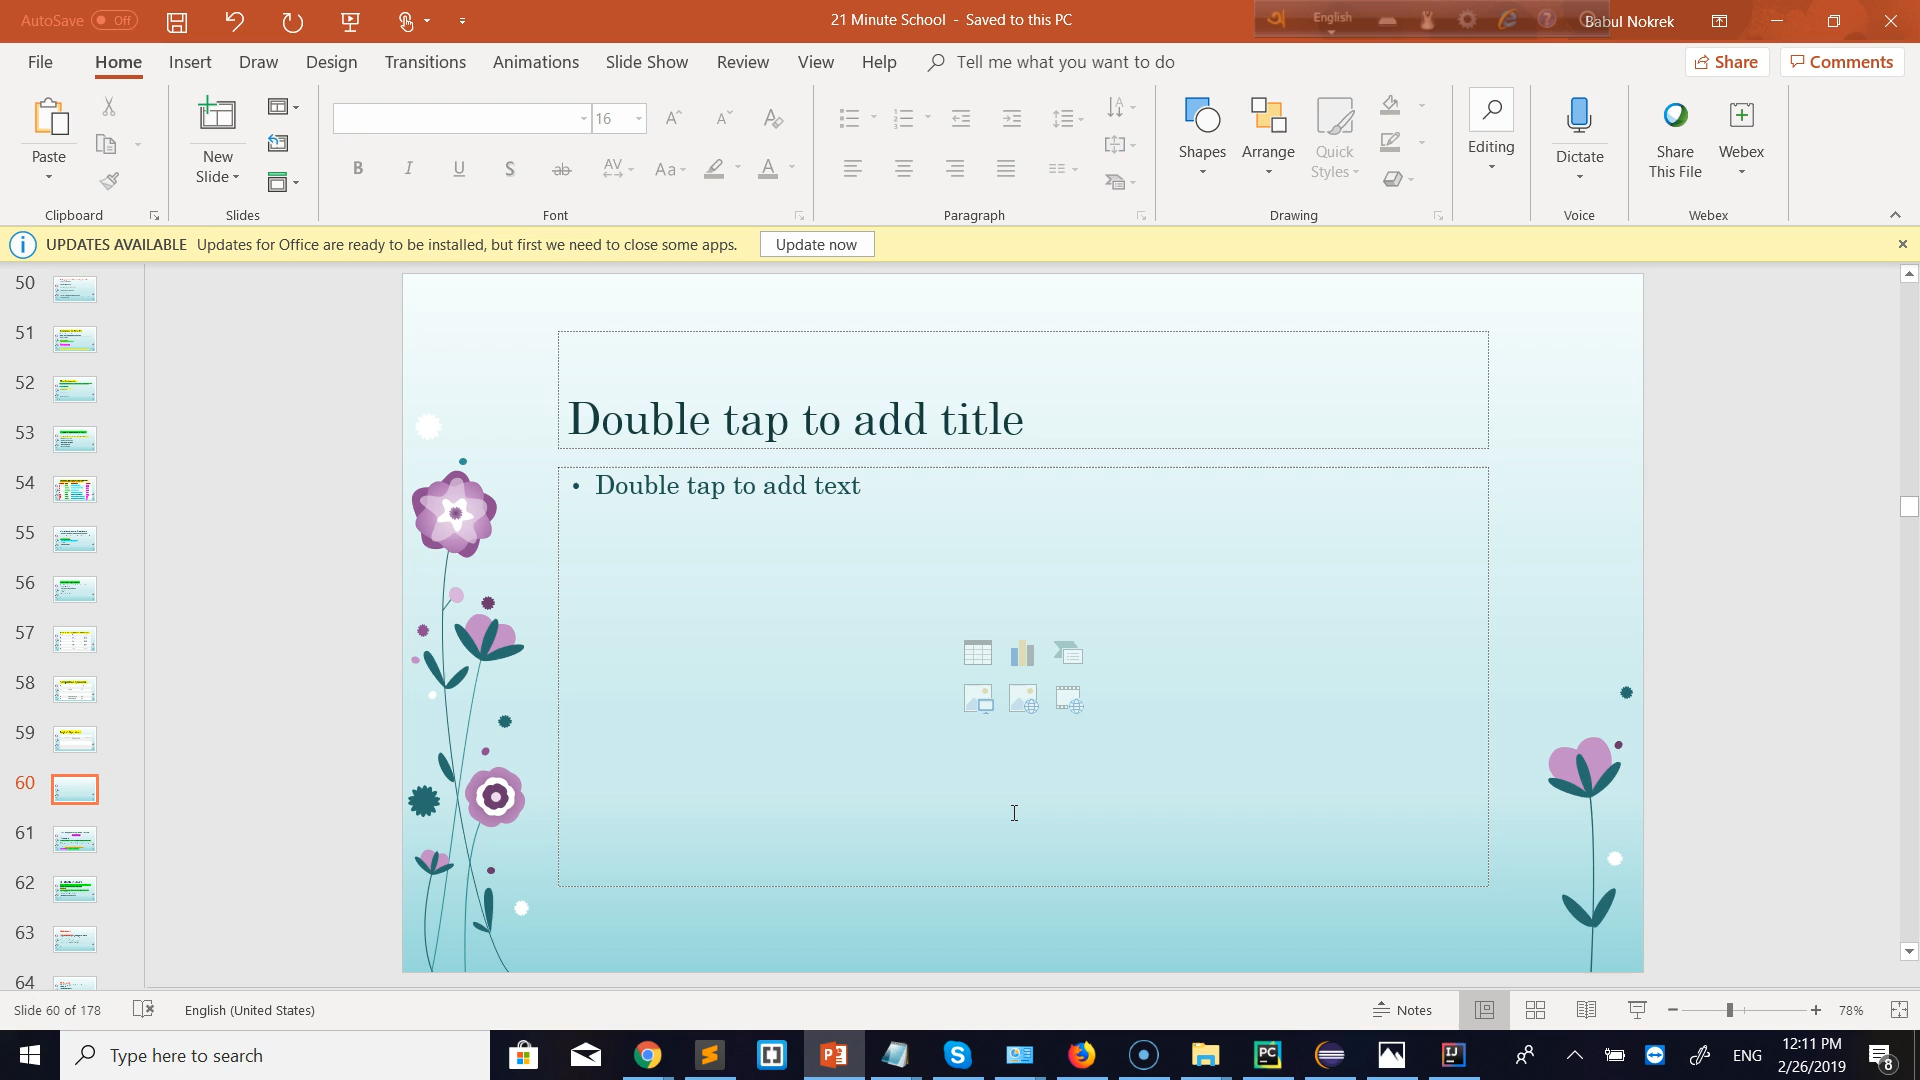 AutoSave Off
21 Minute School - Saved to this PC
English
Babul Nokrek
File Home Insert Draw Design Transitions Animations Slide Show Review View Help Tell me what you want to do
Share Comments
Paste
New Slide
16
B I U S ab AV Aa A
Shapes Arrange Quick Styles
Editing
Dictate
Share This File
Webex
Clipboard Slides Font Paragraph Drawing Voice Webex
UPDATES AVAILABLE Updates for Office are ready to be installed, but first we need to close some apps. Update now
50
51
52
53
54
55
56
57
58
59
60
61
62
63
64
Double tap to add title
• Double tap to add text
Slide 60 of 178 English (United States) Notes 78%
Type here to search
ENG
12:11 PM
2/26/2019
8